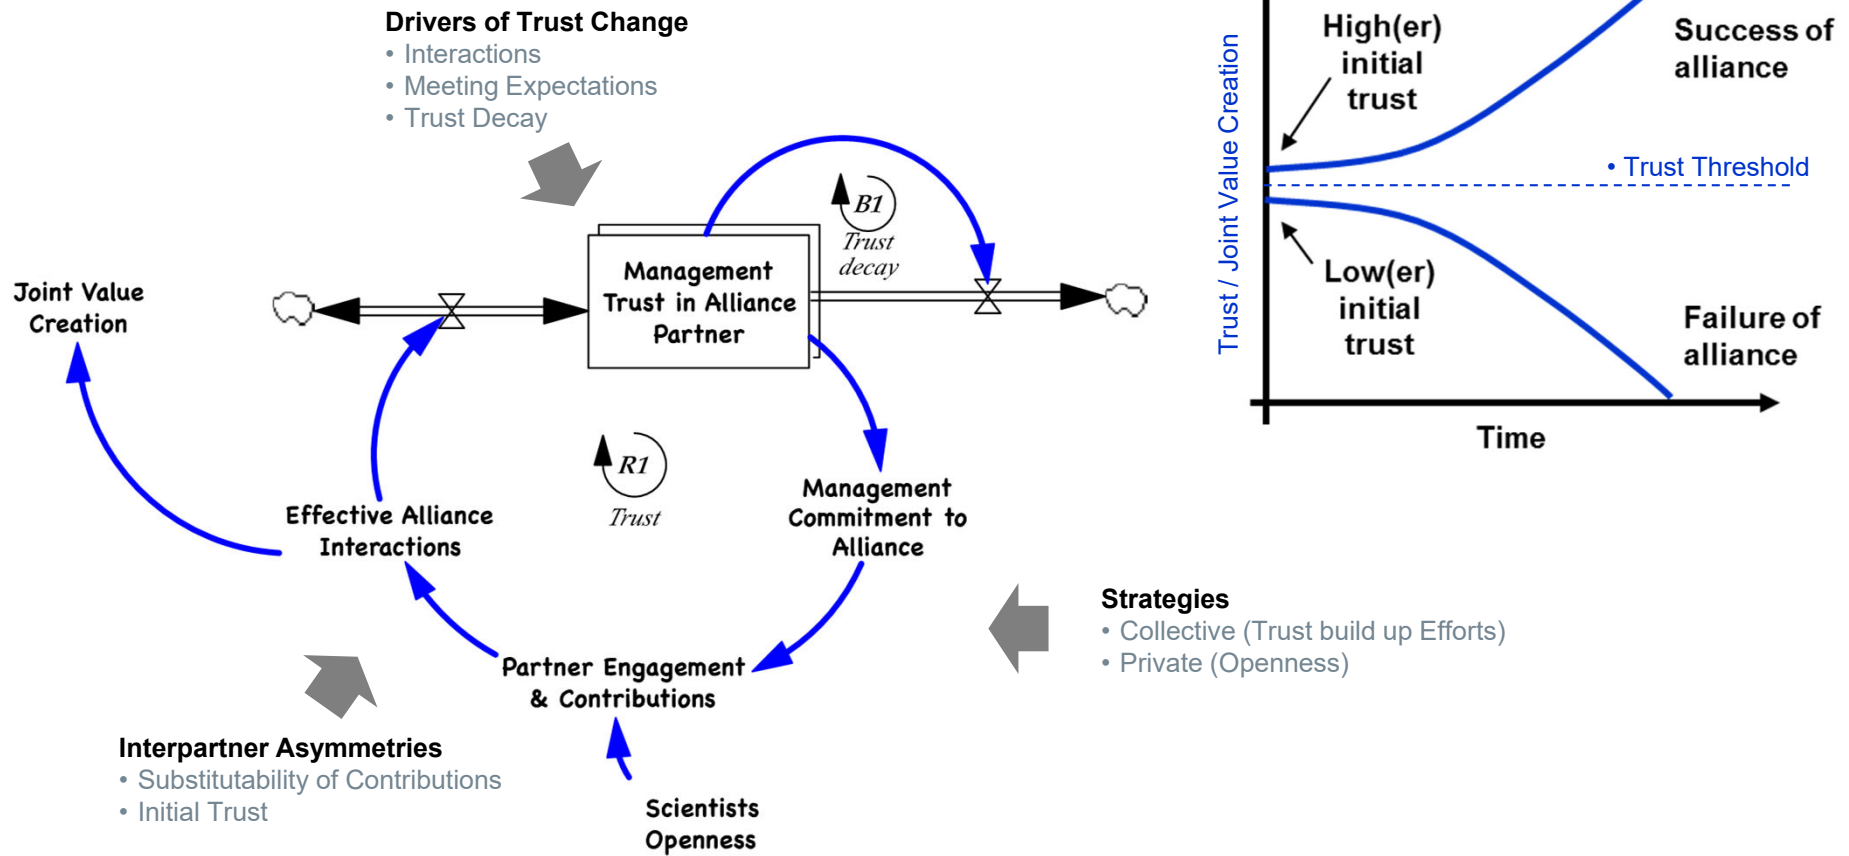 Drivers of Trust Change
• Interactions
• Meeting Expectations
• Trust Decay
B1
Trust
decay
Management
Trust in Alliance
Partner
Joint Value
Creation
R1
Trust
Effective Alliance
Interactions
Management
Commitment to
Alliance
Partner Engagement
& Contributions
Scientists
Openness
Interpartner Asymmetries
• Substitutability of Contributions
• Initial Trust
Strategies
• Collective (Trust build up Efforts)
• Private (Openness)
Trust / Joint Value Creation
High(er)
initial
trust
Success of
alliance
• Trust Threshold
Low(er)
initial
trust
Failure of
alliance
Time